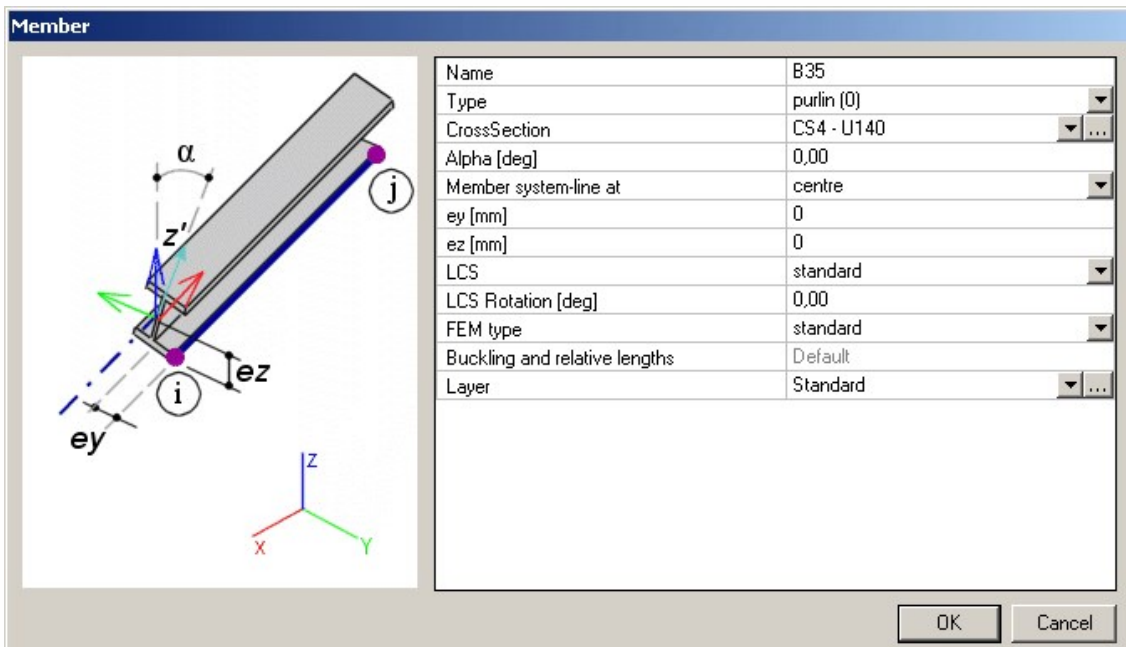 Member
α
z'
j
i
ez
ey
Z
X
Y
Name B35
Type purlin (0)
CrossSection CS4 - U140 ...
Alpha [deg] 0,00
Member system-line at centre
ey [mm] 0
ez [mm] 0
LCS standard
LCS Rotation [deg] 0,00
FEM type standard
Buckling and relative lengths Default
Layer Standard ...
OK Cancel